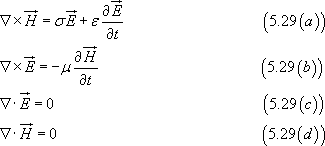 ∇×H⃗ = σE⃗ + ε ∂E⃗/∂t (5.29(a))
∇×E⃗ = −μ ∂H⃗/∂t (5.29(b))
∇·E⃗ = 0 (5.29(c))
∇·H⃗ = 0 (5.29(d))